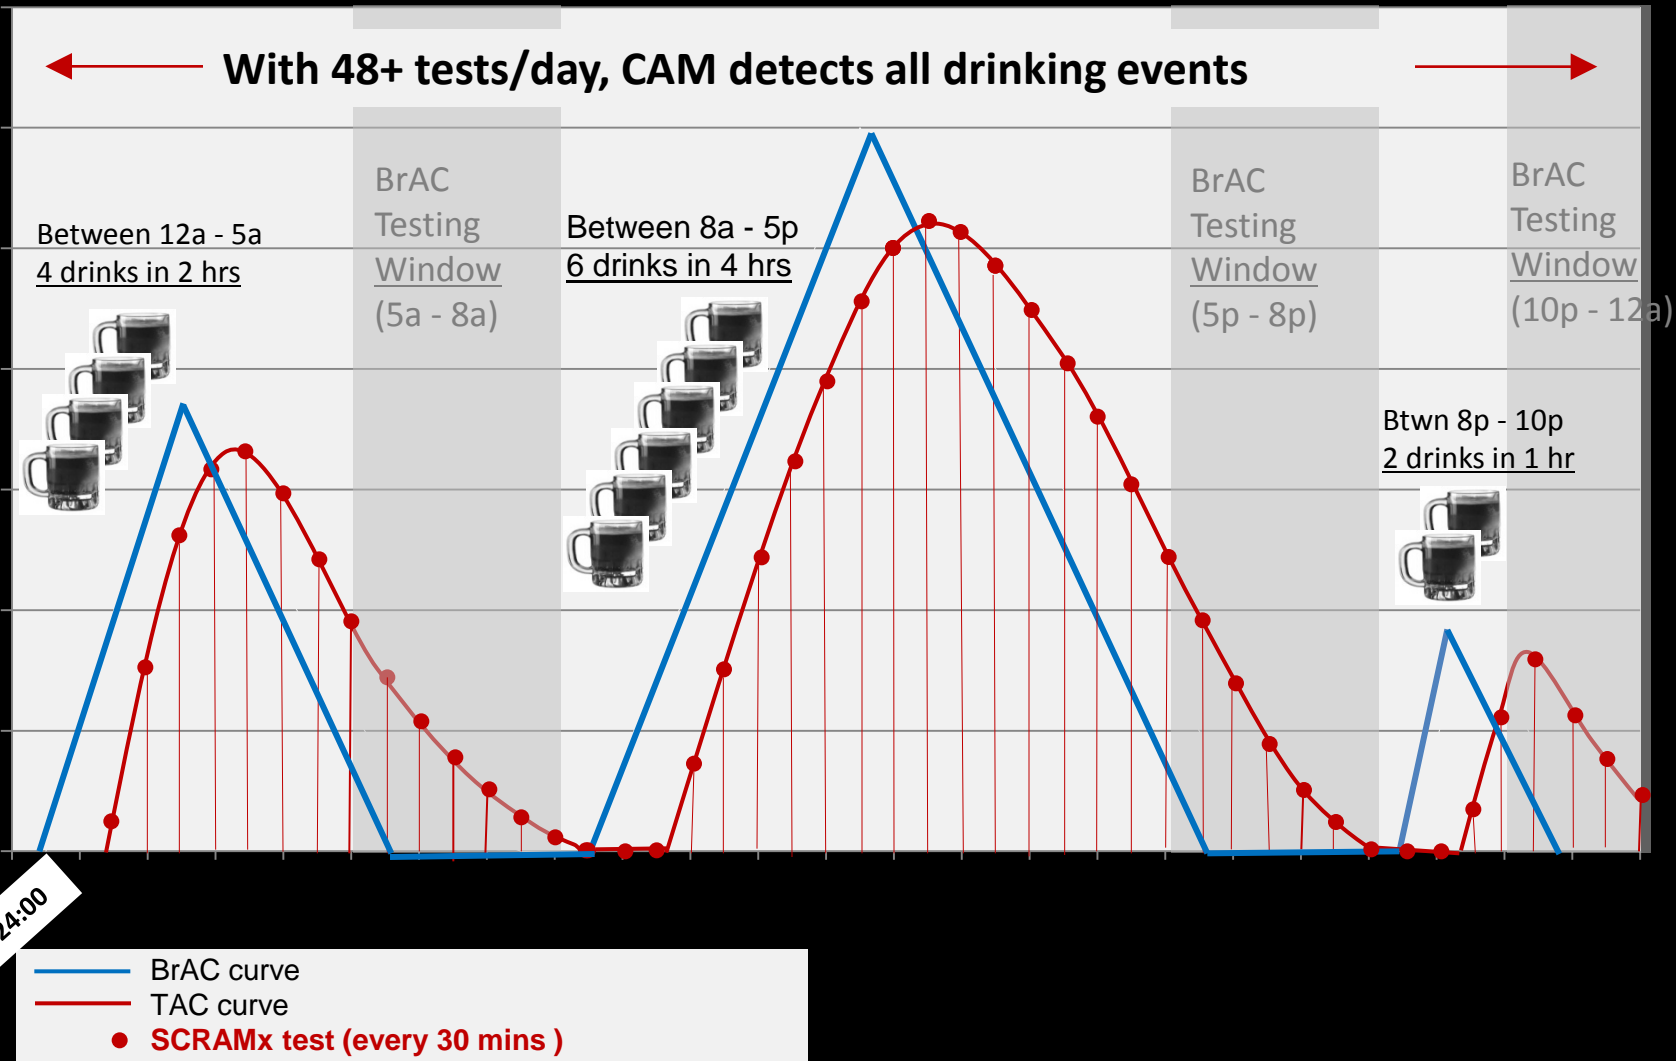 With 48+ tests/day, CAM detects all drinking events
Between 12a - 5a
4 drinks in 2 hrs
BrAC
Testing
Window
(5a - 8a)
Between 8a - 5p
6 drinks in 4 hrs
BrAC
Testing
Window
(5p - 8p)
BrAC
Testing
Window
(10p - 12a)
Btwn 8p - 10p
2 drinks in 1 hr
24:00
BrAC curve
TAC curve
SCRAMx test (every 30 mins )